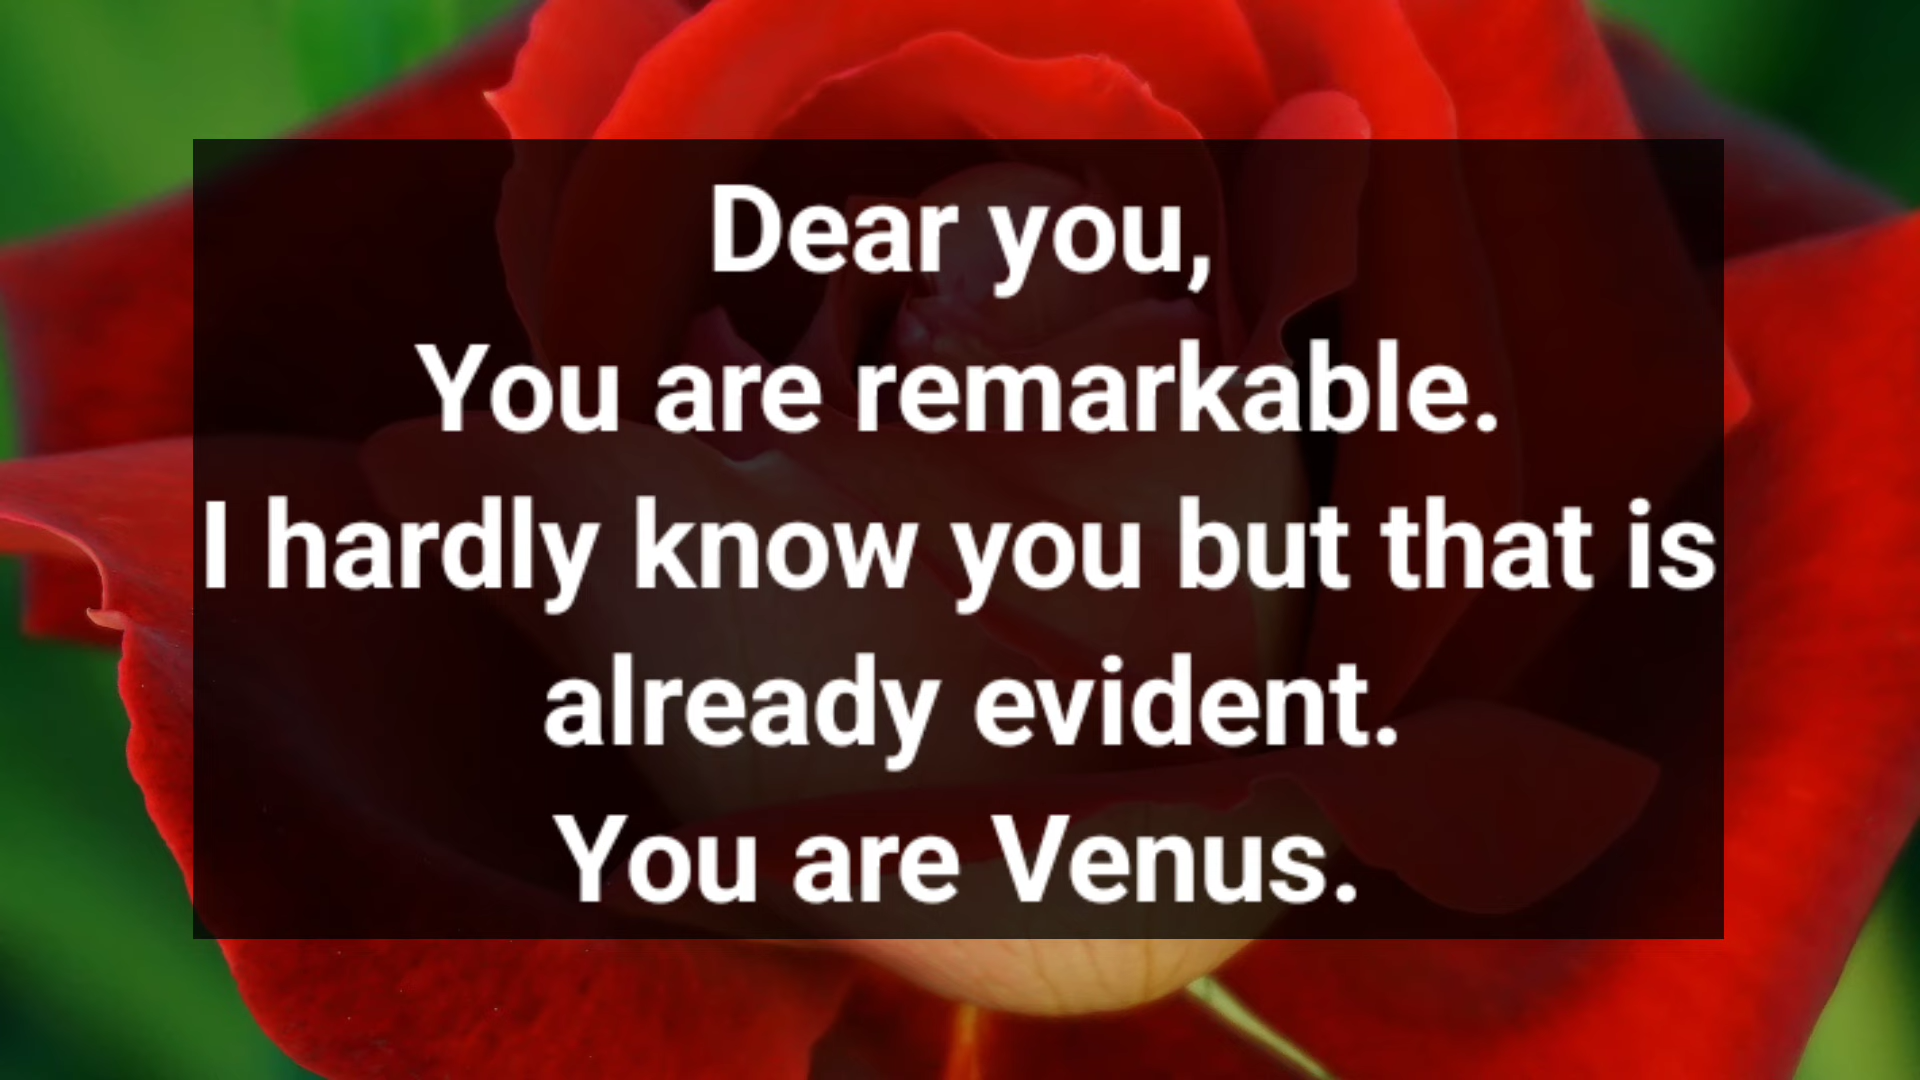 Dear you,
You are remarkable.
I hardly know you but that is
already evident.
You are Venus.